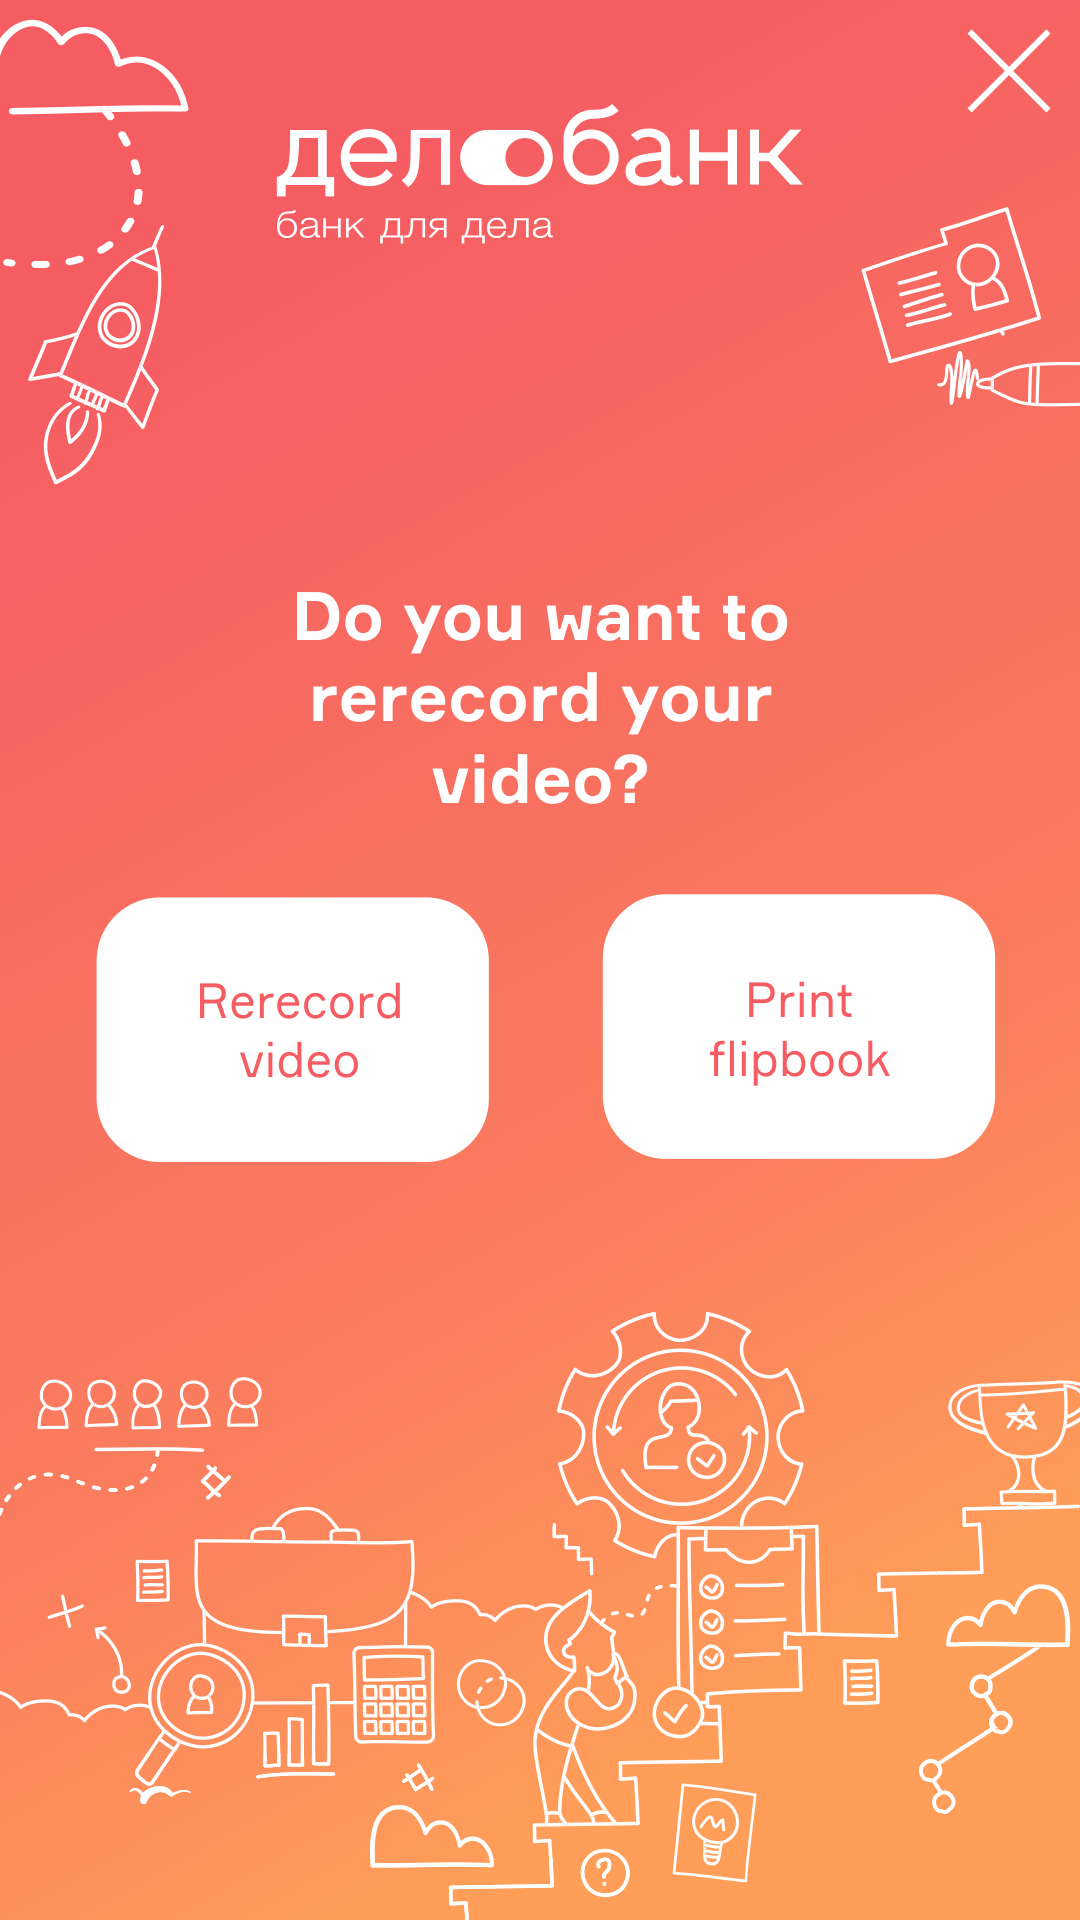 делобанк
банк для дела
Do you want to
rerecord your
video?
Rerecord
video
Print
flipbook
?